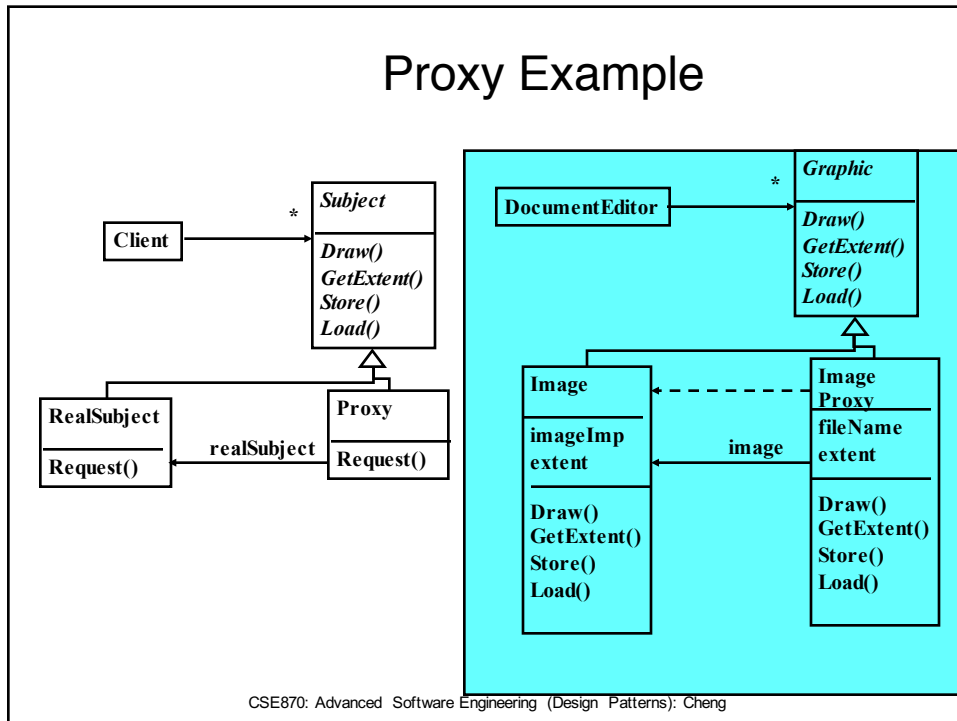 Proxy Example
Client
*
Subject
Draw()
GetExtent()
Store()
Load()
RealSubject
Request()
realSubject
Proxy
Request()
DocumentEditor
*
Graphic
Draw()
GetExtent()
Store()
Load()
Image
imageImp
extent
Draw()
GetExtent()
Store()
Load()
image
Image
Proxy
fileName
extent
Draw()
GetExtent()
Store()
Load()
CSE870: Advanced Software Engineering (Design Patterns): Cheng